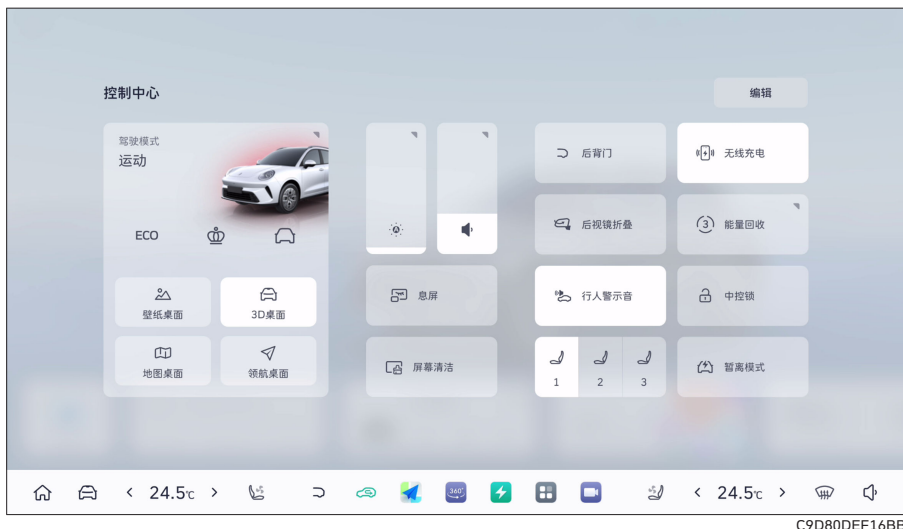 控制中心
编辑
驾驶模式
运动
ECO
壁纸桌面
3D桌面
地图桌面
领航桌面
息屏
屏幕清洁
后背门
无线充电
后视镜折叠
3
能量回收
行人警示音
中控锁
1
2
3
暂离模式
24.5℃
360°
24.5℃
C9D80DEF16BE